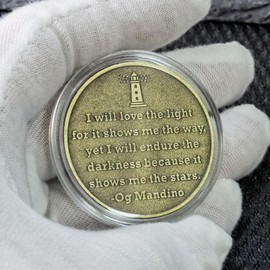 I will love the light
for it shows me the way,
yet I will endure the
darkness because it
shows me the stars.
-Og Mandino